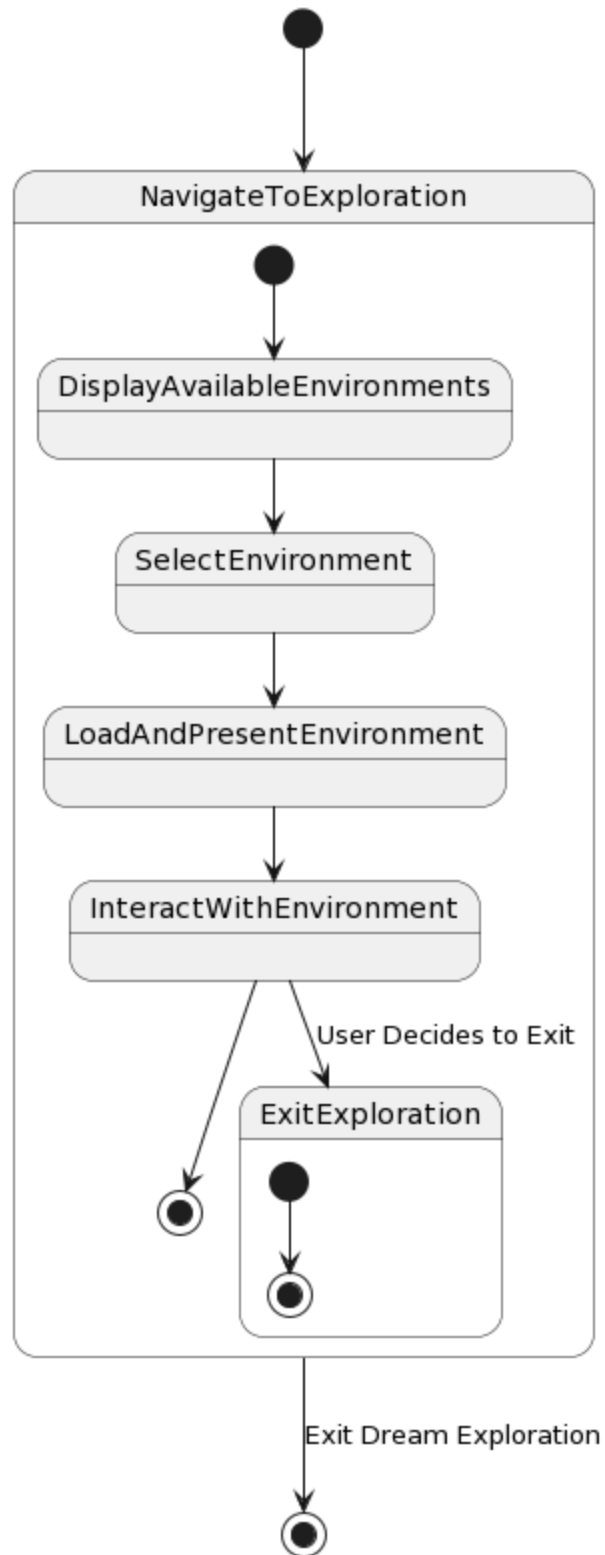 NavigateToExploration
DisplayAvailableEnvironments
SelectEnvironment
LoadAndPresentEnvironment
InteractWithEnvironment
User Decides to Exit
ExitExploration
Exit Dream Exploration